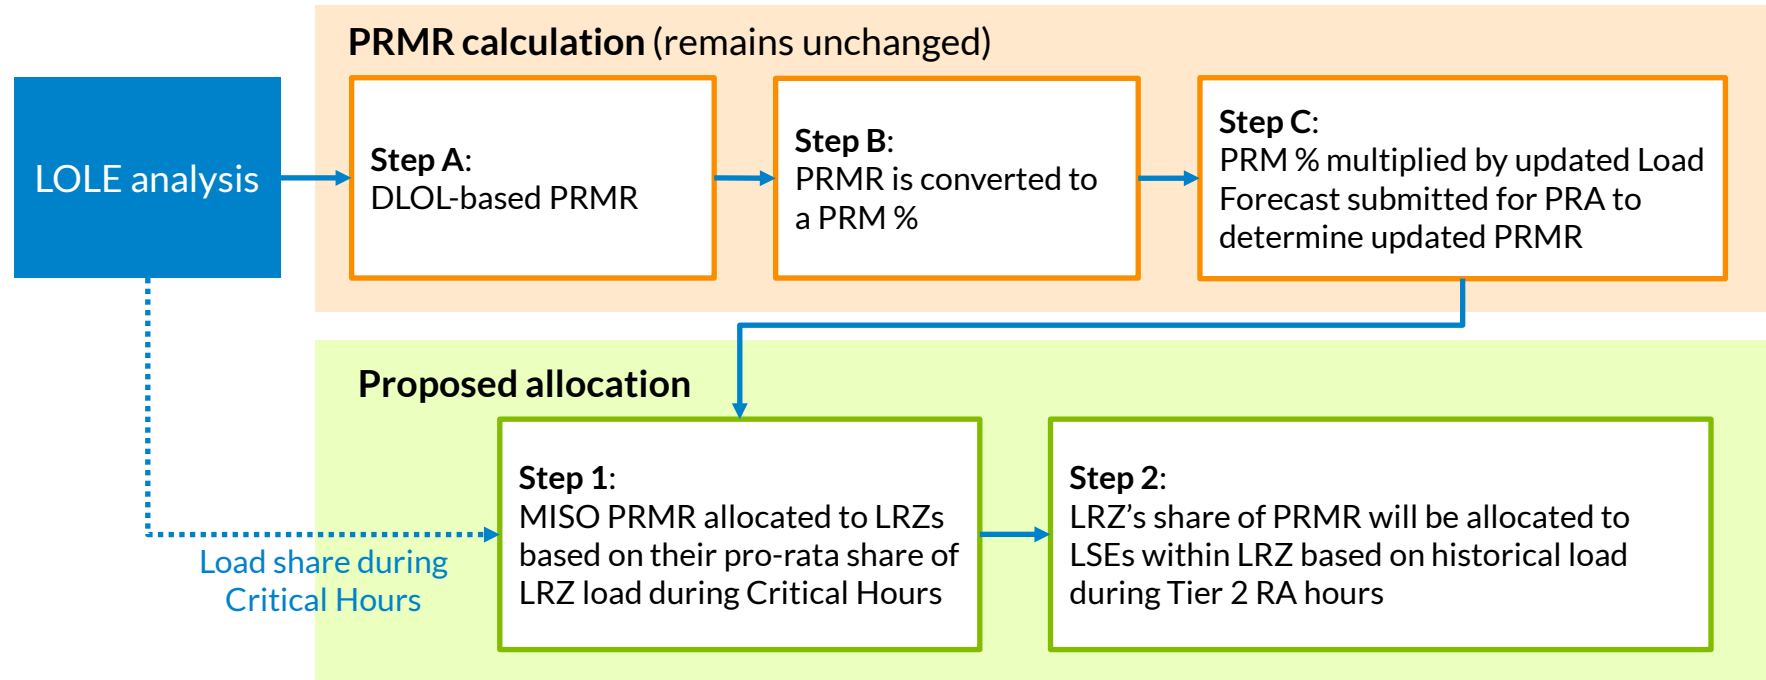 PRMR calculation (remains unchanged)
LOLE analysis
Step A:
DLOL-based PRMR
Step B:
PRMR is converted to
a PRM %
Step C:
PRM % multiplied by updated Load
Forecast submitted for PRA to
determine updated PRMR
Proposed allocation
Load share during
Critical Hours
Step 1:
MISO PRMR allocated to LRZs
based on their pro-rata share of
LRZ load during Critical Hours
Step 2:
LRZ's share of PRMR will be allocated to
LSEs within LRZ based on historical load
during Tier 2 RA hours